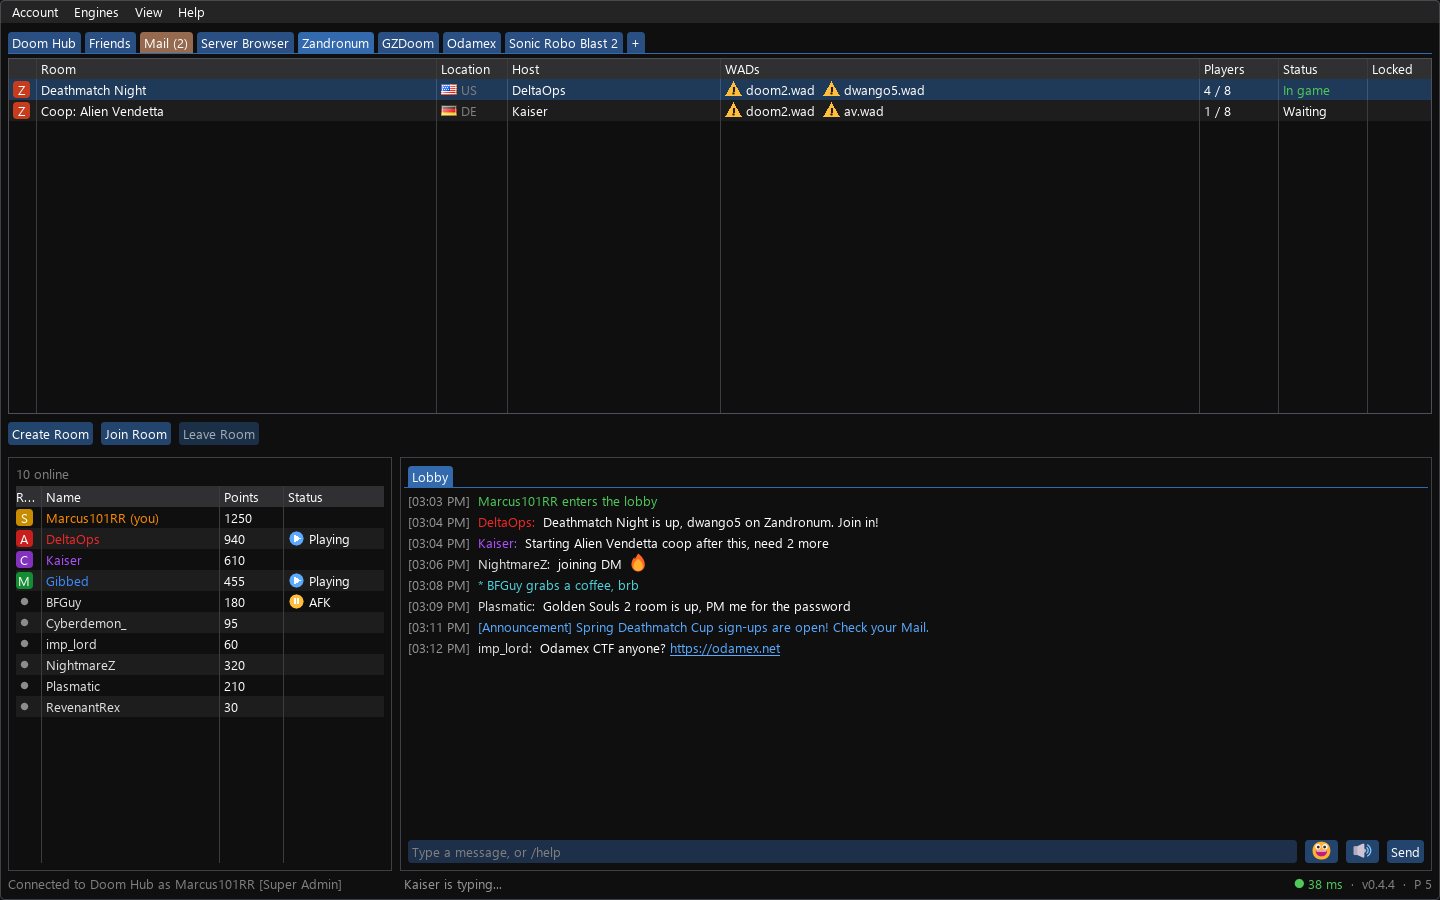 Account Engines View Help
Doom Hub Friends Mail (2) Server Browser Zandronum GZDoom Odamex Sonic Robo Blast 2 +
Room Location Host WADs Players Status Locked
Z Deathmatch Night US DeltaOps doom2.wad dwango5.wad 4 / 8 In game
Z Coop: Alien Vendetta DE Kaiser doom2.wad av.wad 1 / 8 Waiting
Create Room Join Room Leave Room
10 online
R... Name Points Status
S Marcus101RR (you) 1250
A DeltaOps 940 Playing
C Kaiser 610
M Gibbed 455 Playing
BFGuy 180 AFK
Cyberdemon_ 95
imp_lord 60
NightmareZ 320
Plasmatic 210
RevenantRex 30
Lobby
[03:03 PM] Marcus101RR enters the lobby
[03:04 PM] DeltaOps: Deathmatch Night is up, dwango5 on Zandronum. Join in!
[03:04 PM] Kaiser: Starting Alien Vendetta coop after this, need 2 more
[03:06 PM] NightmareZ: joining DM
[03:08 PM] * BFGuy grabs a coffee, brb
[03:09 PM] Plasmatic: Golden Souls 2 room is up, PM me for the password
[03:11 PM] [Announcement] Spring Deathmatch Cup sign-ups are open! Check your Mail.
[03:12 PM] imp_lord: Odamex CTF anyone? https://odamex.net
Type a message, or /help Send
Connected to Doom Hub as Marcus101RR [Super Admin] Kaiser is typing... 38 ms · v0.4.4 · P 5